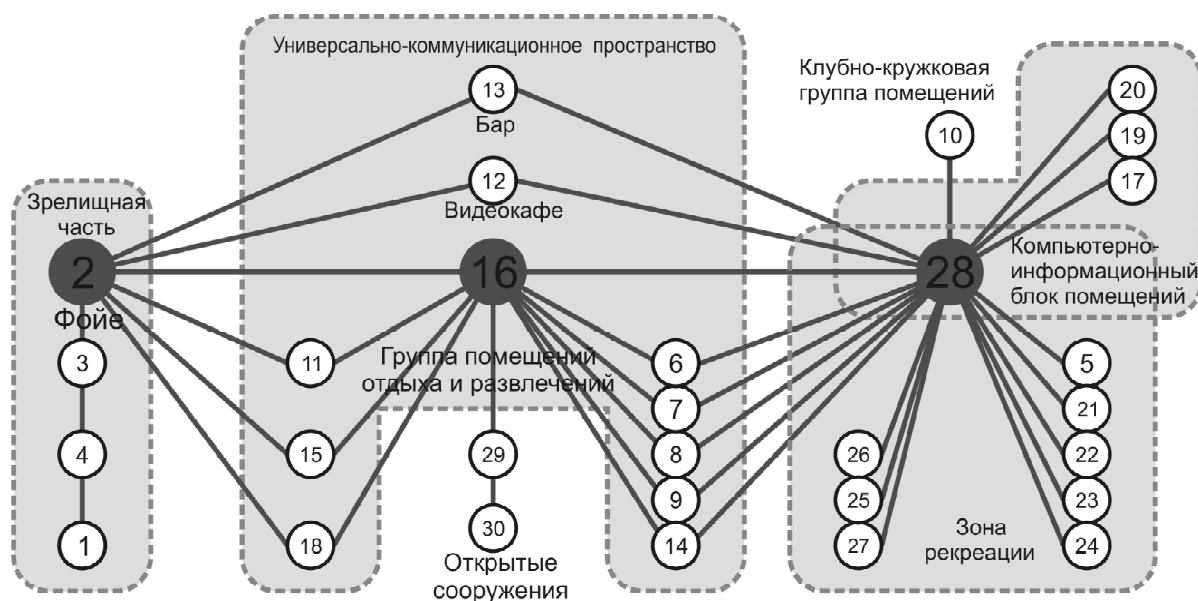 Универсально-коммуникационное пространство
13
Бар
12
Видеокафе
Клубно-кружковая
группа помещений
10
20
19
17
Зрелищная
часть
2
Фойе
16
28
Компьютерно-
информационный
блок помещений
3
4
1
11
15
18
Группа помещений
отдыха и развлечений
29
30
Открытые
сооружения
6
7
8
9
14
26
25
27
5
21
22
23
24
Зона
рекреации